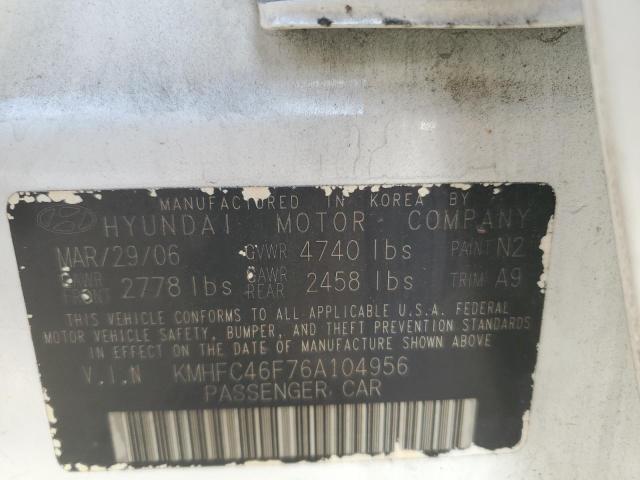 MANUFACTURED IN KOREA BY
HYUNDAI MOTOR COMPANY
MAR/29/06 GVWR 4740 lbs PAINT N2
GAWR FRONT 2778 lbs GAWR REAR 2458 lbs TRIM A9
THIS VEHICLE CONFORMS TO ALL APPLICABLE U.S.A. FEDERAL
MOTOR VEHICLE SAFETY, BUMPER, AND THEFT PREVENTION STANDARDS
IN EFFECT ON THE DATE OF MANUFACTURE SHOWN ABOVE.
V.I.N KMHFC46F76A104956
PASSENGER CAR